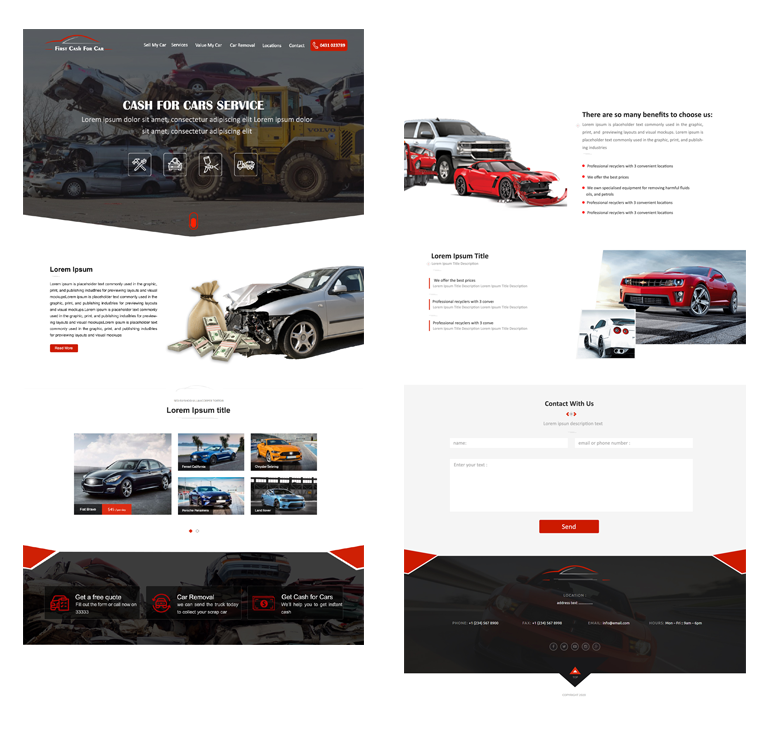 First Cash For Car
Sell My Car Services Value My Car Car Removal Locations Contact 0431 033789
CASH FOR CARS SERVICE
Lorem ipsum dolor sit amet, consectetur adipiscing elit Lorem ipsum dolor
sit amet, consectetur adipiscing elit
Lorem Ipsum
Lorem ipsum is placeholder text commonly used in the graphic,
print, and publishing industries for previewing layouts and visual
mockups.Lorem ipsum is placeholder text commonly used in the
graphic, print, and publishing industries for previewing layouts
and visual mockups.Lorem ipsum is placeholder text commonly
used in the graphic, print, and publishing industries for preview-
ing layouts and visual mockups.Lorem ipsum is placeholder text
commonly used in the graphic, print, and publishing industries
for previewing layouts and visual mockups
Read More
Lorem Ipsum title
Ferrari California
Chrysler Sebring
Fiat Bravo
Porsche Panamera
Land Rover
Get a free quote
Fill out the form or call now on
33333
Car Removal
we can send the truck today
to collect your scrap car
Get Cash for Cars
We'll help you to get instant
cash
There are so many benefits to choose us:
Lorem ipsum is placeholder text commonly used in the graphic,
print, and previewing layouts and visual mockups. Lorem ipsum is
placeholder text commonly used in the graphic, print, and publish-
ing industries
Professional recyclers with 3 convenient locations
We offer the best prices
We own specialised equipment for removing harmful fluids
oils, and petrols
Professional recyclers with 3 convenient locations
Professional recyclers with 3 convenient locations
Lorem Ipsum Title
Lorem Ipsum Title Description
We offer the best prices
Lorem Ipsum Title Description Lorem Ipsum Title Description
Professional recyclers with 3 conver
Lorem Ipsum Title Description Lorem Ipsum Title Description
Professional recyclers with 3 conve
Lorem Ipsum Title Description Lorem Ipsum Title Description
Contact With Us
Lorem ipsum description text
name:
email or phone number :
Enter your text :
Send
LOCATION
address text
PHONE: +1 (234) 567 8900 FAX: +1 (234) 567 8990 EMAIL: info@email.com HOURS: Mon - Fri | 9am - 6pm